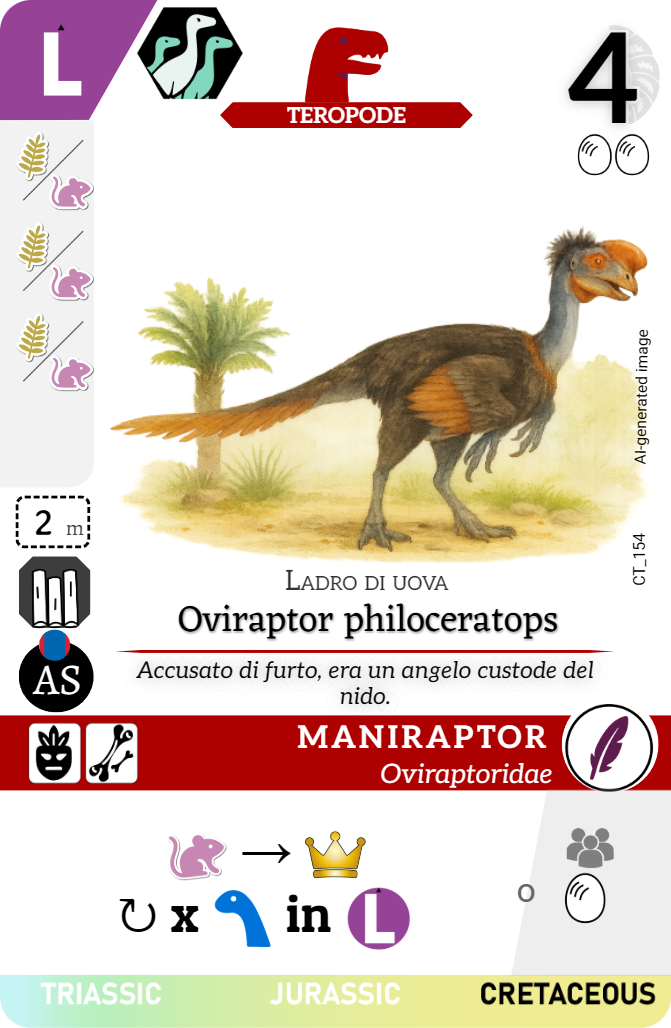 L
TEROPODE
4
AI-generated image
CT_154
2 m
AS
Ladro di uova
Oviraptor philoceratops
Accusato di furto, era un angelo custode del
nido.
MANIRAPTOR
Oviraptoridae
x in L
o
TRIASSIC JURASSIC CRETACEOUS